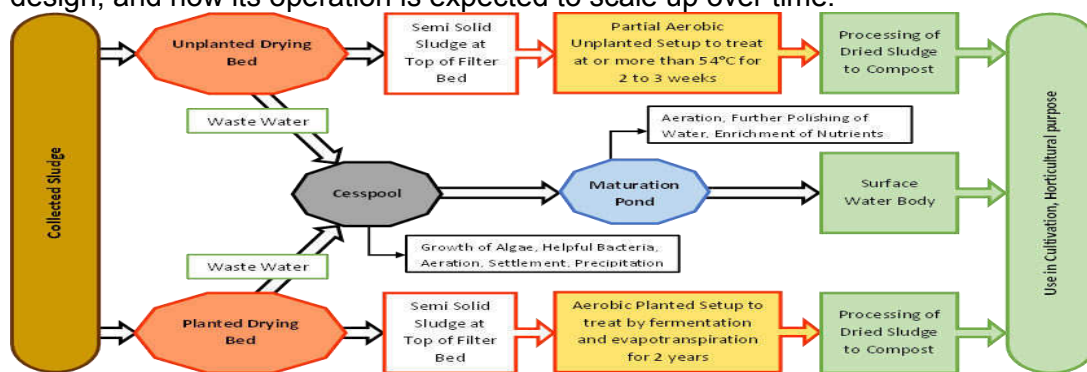 design, and how its operation is expected to scale up over time.
Collected Sludge
Unplanted Drying
Bed
Semi Solid
Sludge at
Top of Filter
Bed
Partial Aerobic
Unplanted Setup to treat
at or more than 54°C for
2 to 3 weeks
Processing of
Dried Sludge
to Compost
Waste Water
Cesspool
Aeration, Further Polishing of
Water, Enrichment of Nutrients
Maturation
Pond
Surface
Water Body
Growth of Algae, Helpful Bacteria,
Aeration, Settlement, Precipitation
Waste Water
Planted Drying
Bed
Semi Solid
Sludge at
Top of Filter
Bed
Aerobic Planted Setup to
treat by fermentation
and evapotranspiration
for 2 years
Processing of
Dried Sludge
to Compost
Use in Cultivation, Horticultural purpose